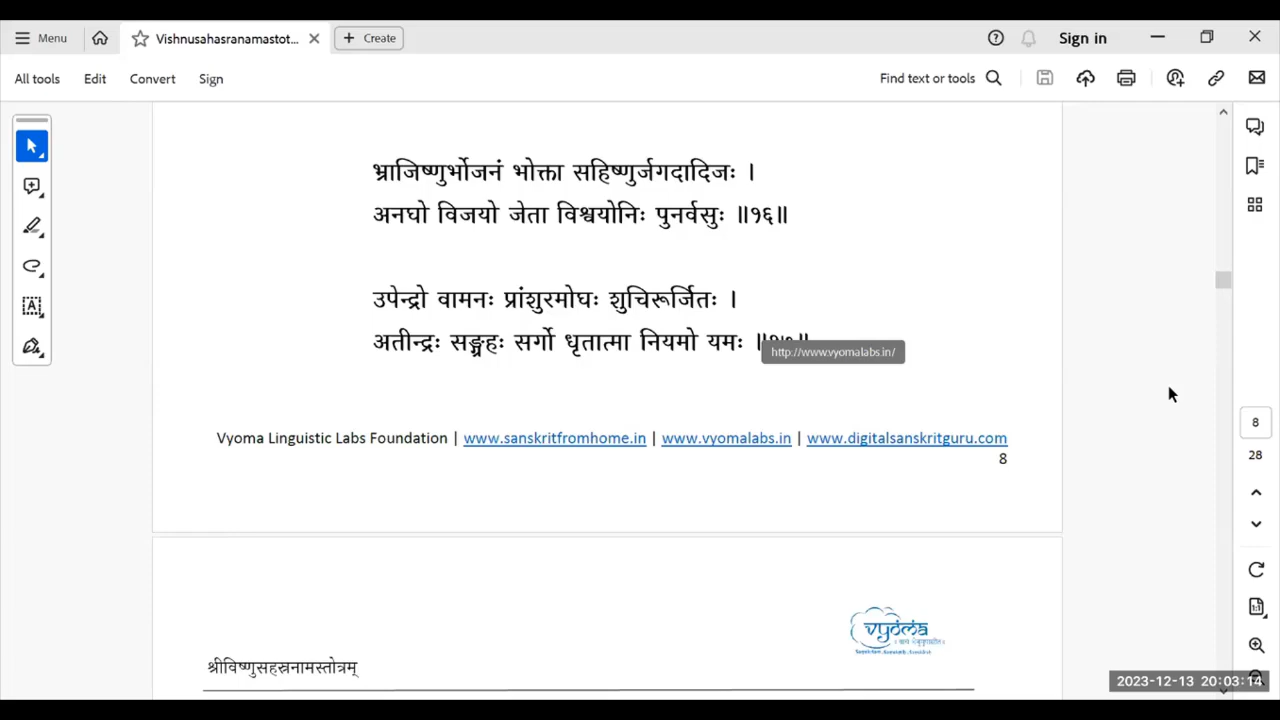 Menu
Vishnusahasranamastot...
Create
Sign in
All tools
Edit
Convert
Sign
Find text or tools
भ्राजिष्णुर्भोजनं भोक्ता सहिष्णुर्जगदादिजः ।
अनघो विजयो जेता विश्वयोनिः पुनर्वसुः ॥१६॥
उपेन्द्रो वामनः प्रांशुरमोघः शुचिरूर्जितः ।
अतीन्द्रः सङ्ग्रहः सर्गो धृतात्मा नियमो यमः
http://www.vyomalabs.in/
Vyoma Linguistic Labs Foundation | www.sanskritfromhome.in | www.vyomalabs.in | www.digitalsanskritguru.com
8
8
28
vyoma
श्रीविष्णुसहस्रनामस्तोत्रम्
2023-12-13 20:03:14